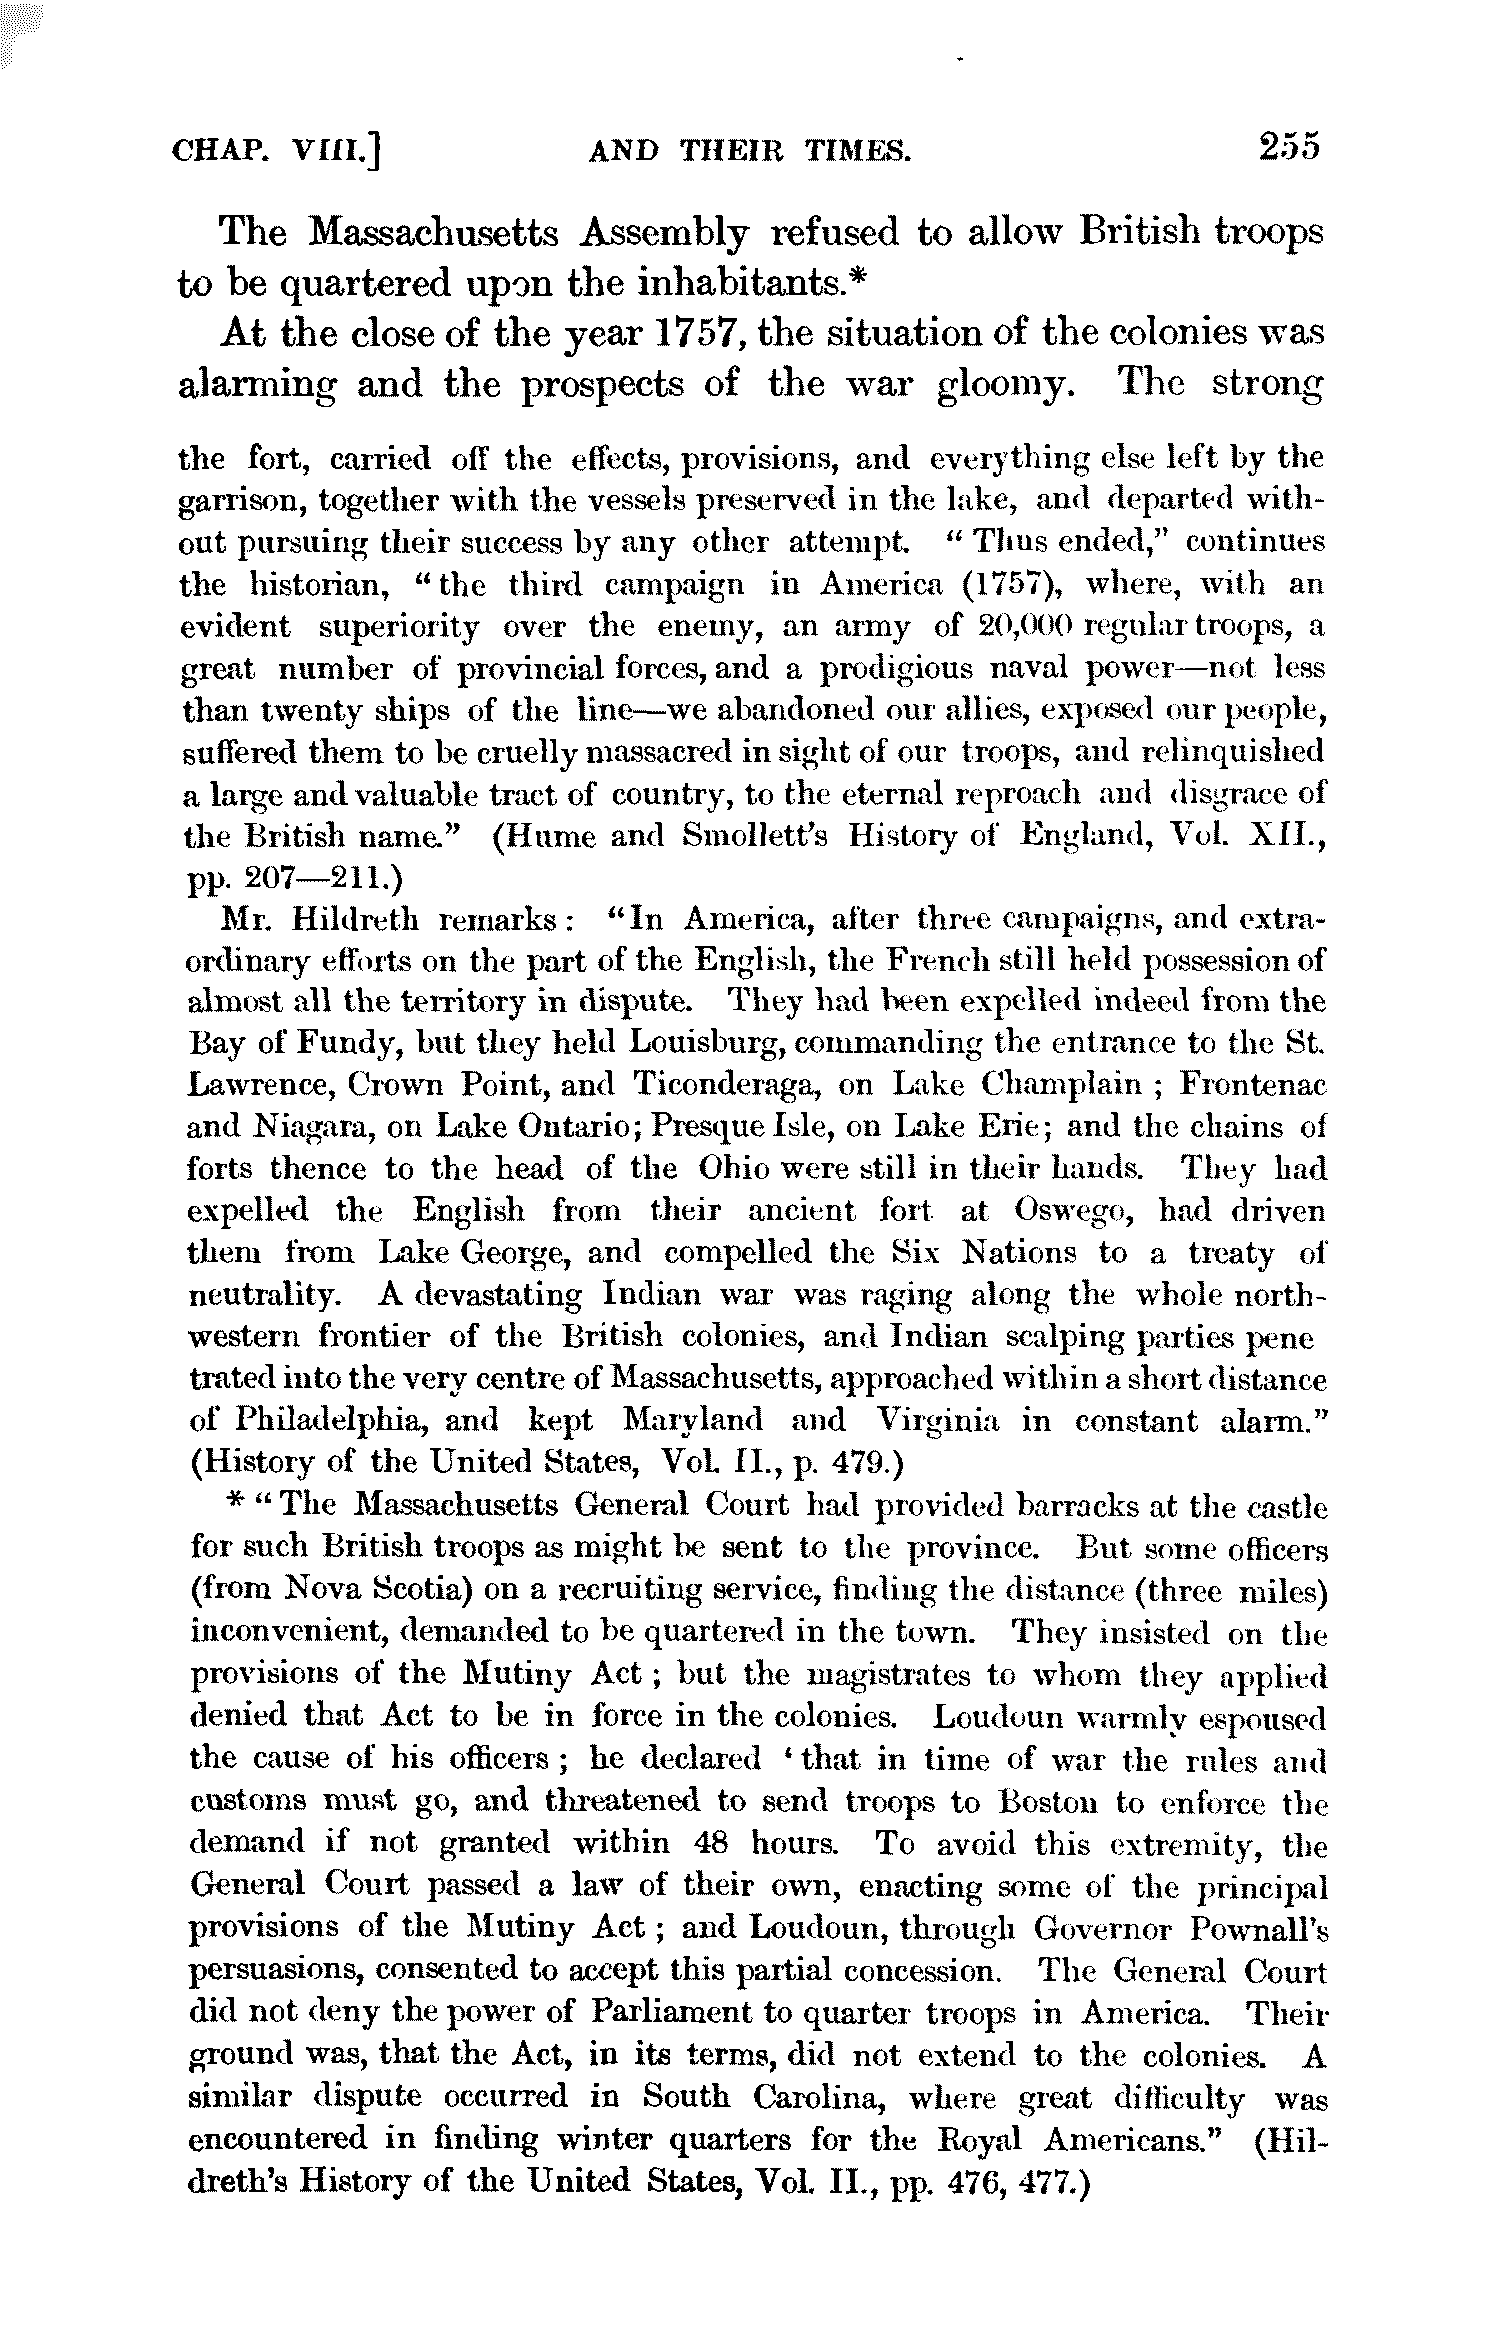 CHAP. VIII.] AND THEIR TIMES. 255
The Massachusetts Assembly refused to allow British troops
to be quartered upon the inhabitants.*
At the close of the year 1757, the situation of the colonies was
alarming and the prospects of the war gloomy. The strong
the fort, carried off the effects, provisions, and everything else left by the
garrison, together with the vessels preserved in the lake, and departed with-
out pursuing their success by any other attempt. “Thus ended,” continues
the historian, “the third campaign in America (1757), where, with an
evident superiority over the enemy, an army of 20,000 regular troops, a
great number of provincial forces, and a prodigious naval power—not less
than twenty ships of the line—we abandoned our allies, exposed our people,
suffered them to be cruelly massacred in sight of our troops, and relinquished
a large and valuable tract of country, to the eternal reproach and disgrace of
the British name.” (Hume and Smollett's History of England, Vol. XII.,
pp. 207—211.)
Mr. Hildreth remarks: “In America, after three campaigns, and extra-
ordinary efforts on the part of the English, the French still held possession of
almost all the territory in dispute. They had been expelled indeed from the
Bay of Fundy, but they held Louisburg, commanding the entrance to the St.
Lawrence, Crown Point, and Ticonderaga, on Lake Champlain; Frontenac
and Niagara, on Lake Ontario; Presque Isle, on Lake Erie; and the chains of
forts thence to the head of the Ohio were still in their hands. They had
expelled the English from their ancient fort at Oswego, had driven
them from Lake George, and compelled the Six Nations to a treaty of
neutrality. A devastating Indian war was raging along the whole north-
western frontier of the British colonies, and Indian scalping parties pene
trated into the very centre of Massachusetts, approached within a short distance
of Philadelphia, and kept Maryland and Virginia in constant alarm.”
(History of the United States, Vol. II., p. 479.)
* “The Massachusetts General Court had provided barracks at the castle
for such British troops as might be sent to the province. But some officers
(from Nova Scotia) on a recruiting service, finding the distance (three miles)
inconvenient, demanded to be quartered in the town. They insisted on the
provisions of the Mutiny Act; but the magistrates to whom they applied
denied that Act to be in force in the colonies. Loudoun warmly espoused
the cause of his officers; he declared ‘that in time of war the rules and
customs must go, and threatened to send troops to Boston to enforce the
demand if not granted within 48 hours. To avoid this extremity, the
General Court passed a law of their own, enacting some of the principal
provisions of the Mutiny Act; and Loudoun, through Governor Pownall's
persuasions, consented to accept this partial concession. The General Court
did not deny the power of Parliament to quarter troops in America. Their
ground was, that the Act, in its terms, did not extend to the colonies. A
similar dispute occurred in South Carolina, where great difficulty was
encountered in finding winter quarters for the Royal Americans.” (Hil-
dreth's History of the United States, Vol. II., pp. 476, 477.)